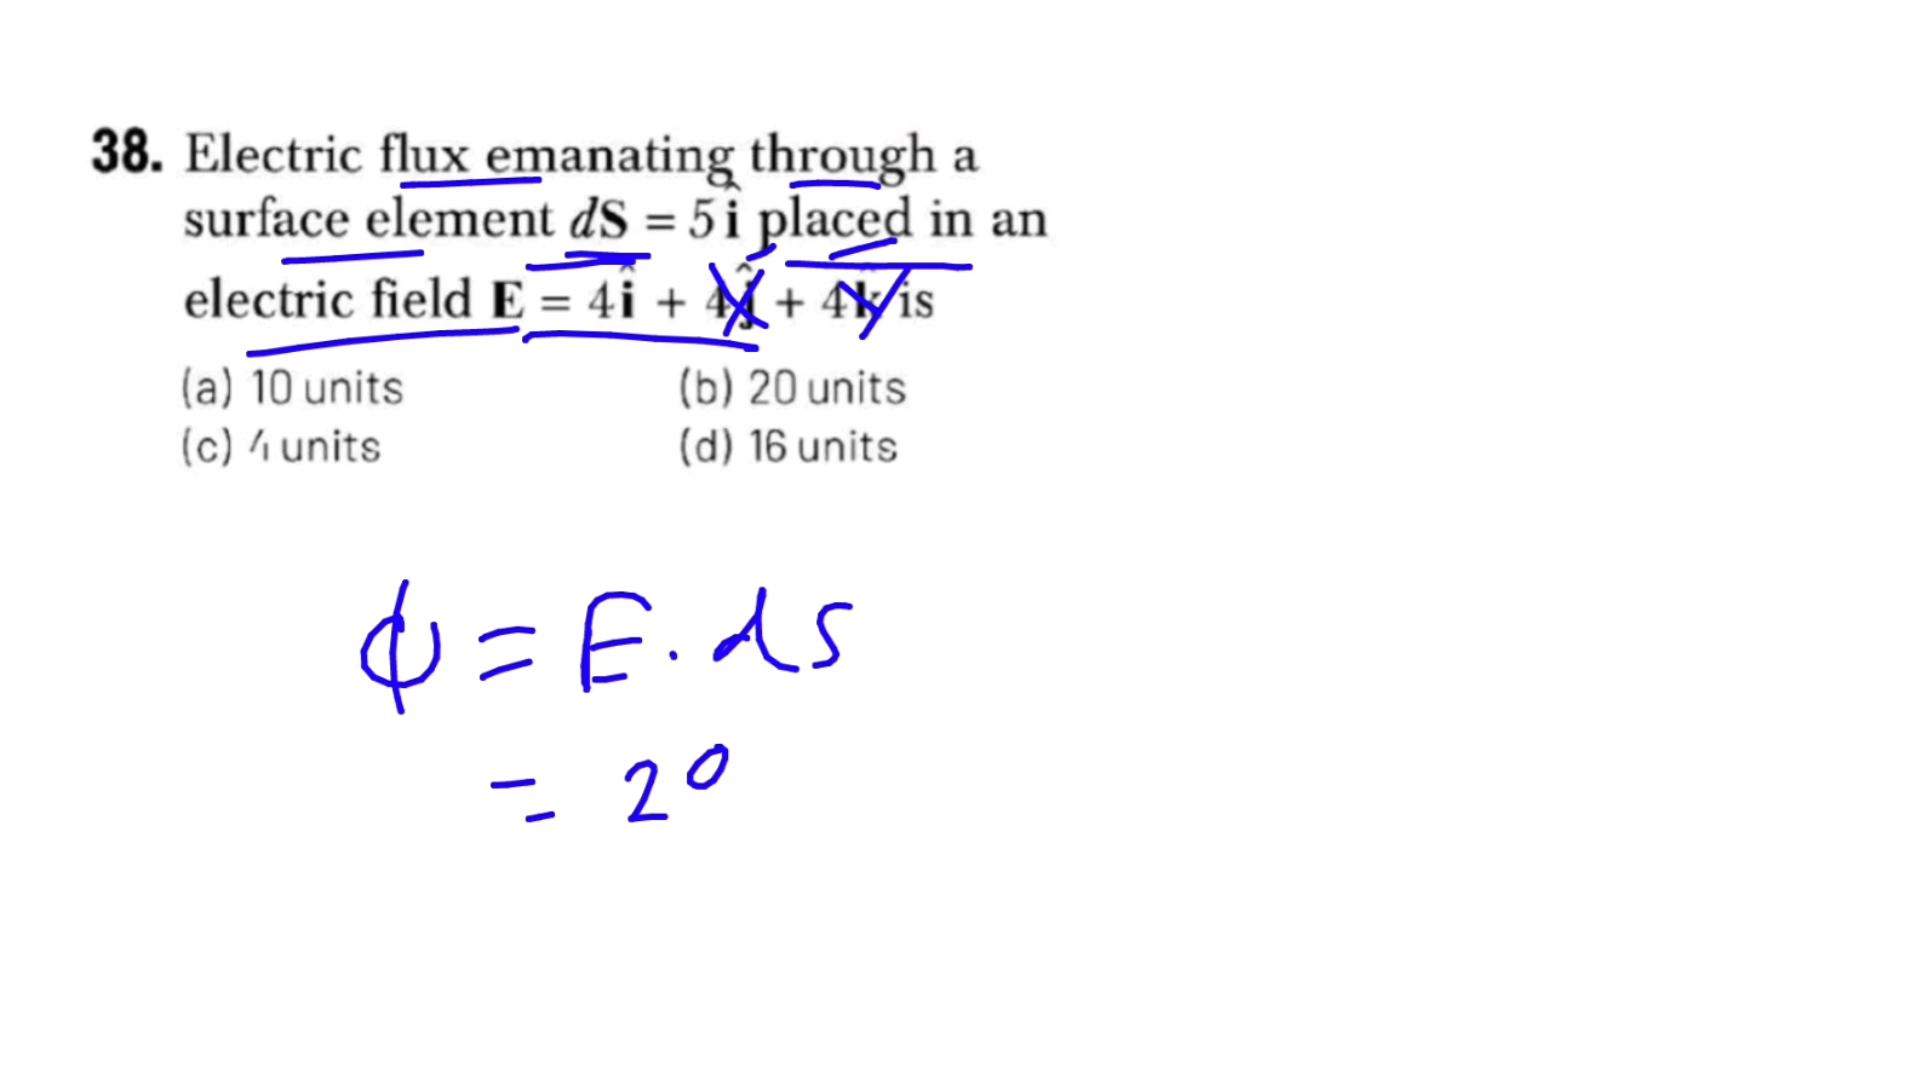 38. Electric flux emanating through a
surface element dS = 5 î placed in an
electric field E = 4î + 4ĵ + 4k̂ is
(a) 10 units (b) 20 units
(c) 4 units (d) 16 units
ϕ = E . ds
= 20